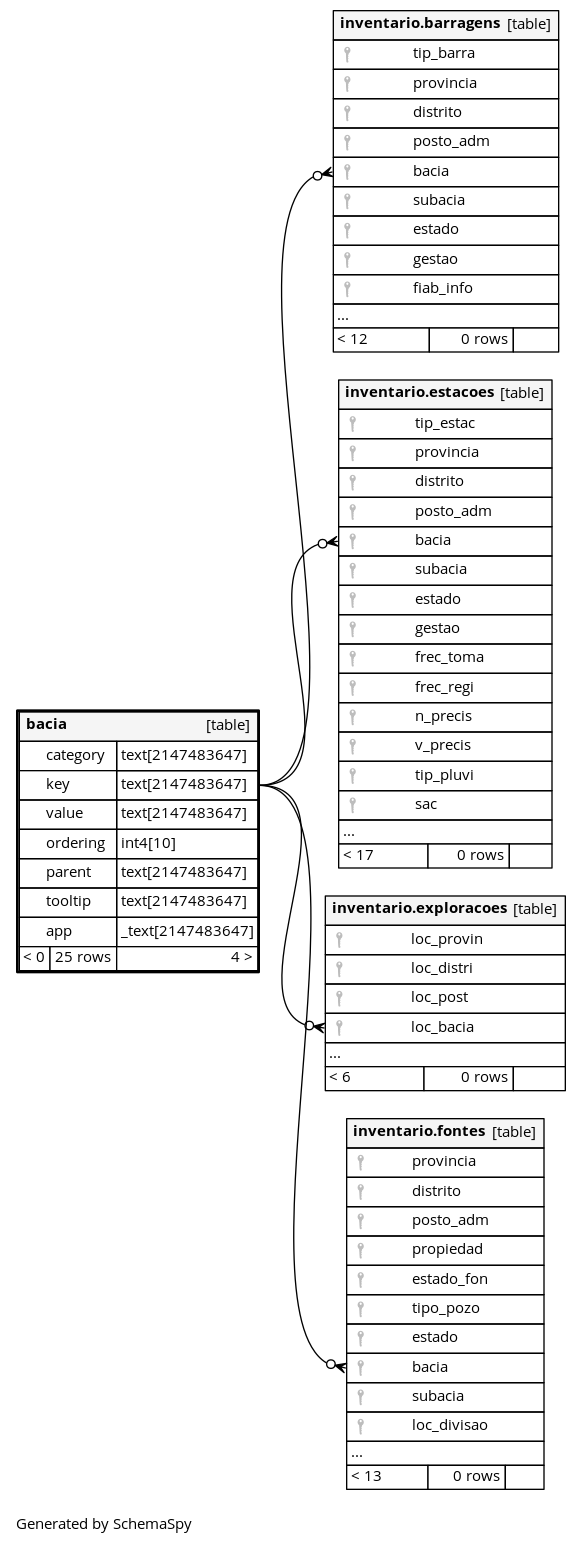 inventario.barragens [table]
tip_barra
provincia
distrito
posto_adm
bacia
subacia
estado
gestao
fiab_info
...
< 12 0 rows
inventario.estacoes [table]
tip_estac
provincia
distrito
posto_adm
bacia
subacia
estado
gestao
frec_toma
frec_regi
n_precis
v_precis
tip_pluvi
sac
...
< 17 0 rows
bacia [table]
category text[2147483647]
key text[2147483647]
value text[2147483647]
ordering int4[10]
parent text[2147483647]
tooltip text[2147483647]
app _text[2147483647]
< 0 25 rows 4 >
inventario.exploracoes [table]
loc_provin
loc_distri
loc_post
loc_bacia
...
< 6 0 rows
inventario.fontes [table]
provincia
distrito
posto_adm
propiedad
estado_fon
tipo_pozo
estado
bacia
subacia
loc_divisao
...
< 13 0 rows
Generated by SchemaSpy